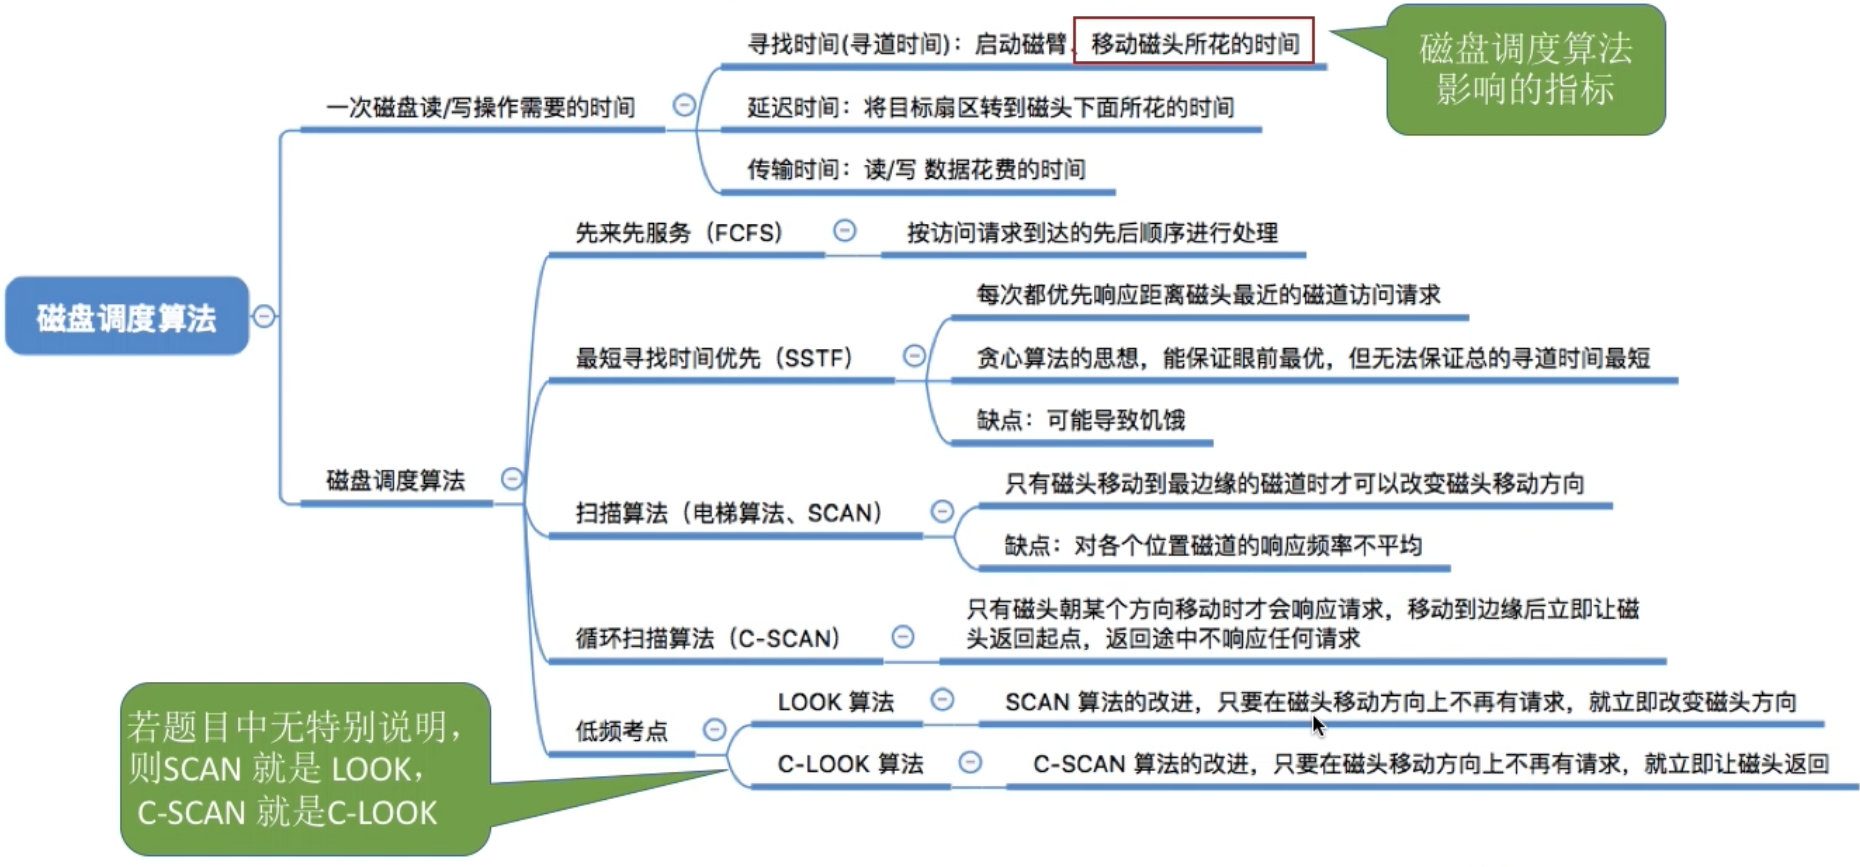 寻找时间(寻道时间)：启动磁臂、移动磁头所花的时间
磁盘调度算法
影响的指标
一次磁盘读/写操作需要的时间
延迟时间：将目标扇区转到磁头下面所花的时间
传输时间：读/写 数据花费的时间
先来先服务（FCFS）
按访问请求到达的先后顺序进行处理
磁盘调度算法
每次都优先响应距离磁头最近的磁道访问请求
最短寻找时间优先（SSTF）
贪心算法的思想，能保证眼前最优，但无法保证总的寻道时间最短
缺点：可能导致饥饿
磁盘调度算法
只有磁头移动到最边缘的磁道时才可以改变磁头移动方向
扫描算法（电梯算法、SCAN）
缺点：对各个位置磁道的响应频率不平均
循环扫描算法（C-SCAN）
只有磁头朝某个方向移动时才会响应请求，移动到边缘后立即让磁
头返回起点，返回途中不响应任何请求
低频考点
LOOK 算法
SCAN 算法的改进，只要在磁头移动方向上不再有请求，就立即改变磁头方向
C-LOOK 算法
C-SCAN 算法的改进，只要在磁头移动方向上不再有请求，就立即让磁头返回
若题目中无特别说明，
则SCAN 就是 LOOK，
C-SCAN 就是C-LOOK